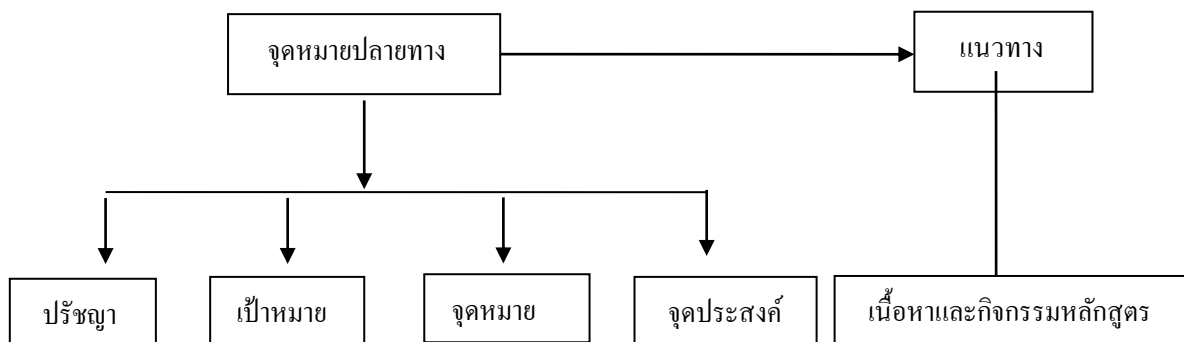 จุดหมายปลายทาง
แนวทาง
ปรัชญา
เป้าหมาย
จุดหมาย
จุดประสงค์
เนื้อหาและกิจกรรมหลักสูตร